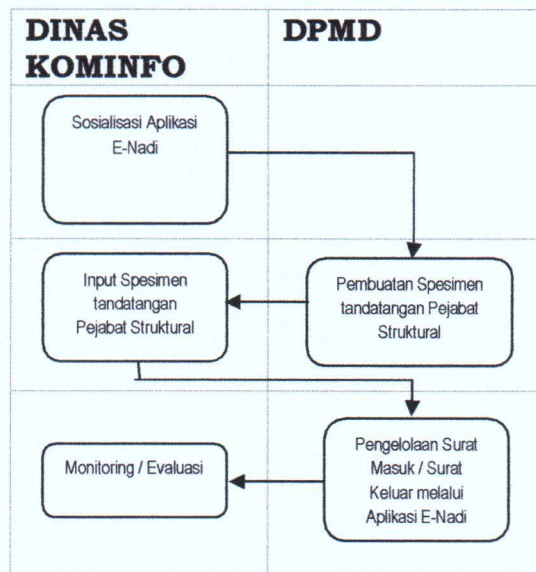 DINAS
KOMINFO
DPMD
Sosialisasi Aplikasi
E-Nadi
Input Spesimen
tandatangan
Pejabat Struktural
Pembuatan Spesimen
tandatangan Pejabat
Struktural
Monitoring / Evaluasi
Pengelolaan Surat
Masuk / Surat
Keluar melalui
Aplikasi E-Nadi